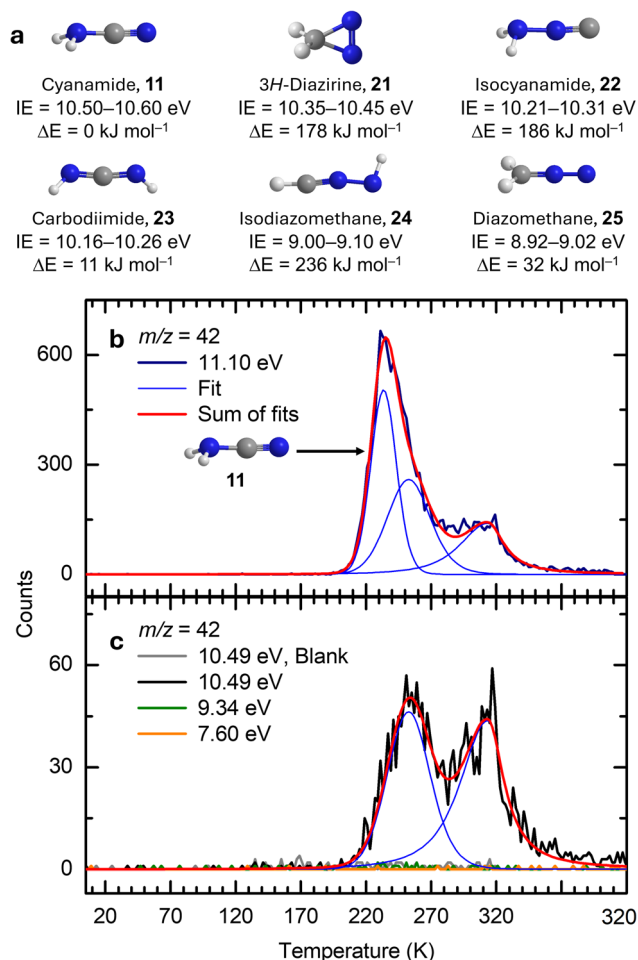 a
Cyanamide, 11
IE = 10.50–10.60 eV
ΔE = 0 kJ mol⁻¹
3H-Diazirine, 21
IE = 10.35–10.45 eV
ΔE = 178 kJ mol⁻¹
Isocyanamide, 22
IE = 10.21–10.31 eV
ΔE = 186 kJ mol⁻¹
Carbodiimide, 23
IE = 10.16–10.26 eV
ΔE = 11 kJ mol⁻¹
Isodiazomethane, 24
IE = 9.00–9.10 eV
ΔE = 236 kJ mol⁻¹
Diazomethane, 25
IE = 8.92–9.02 eV
ΔE = 32 kJ mol⁻¹
b
m/z = 42
11.10 eV
Fit
Sum of fits
11
600
300
0
c
m/z = 42
10.49 eV, Blank
10.49 eV
9.34 eV
7.60 eV
60
30
0
Counts
20 70 120 170 220 270 320 320
Temperature (K)